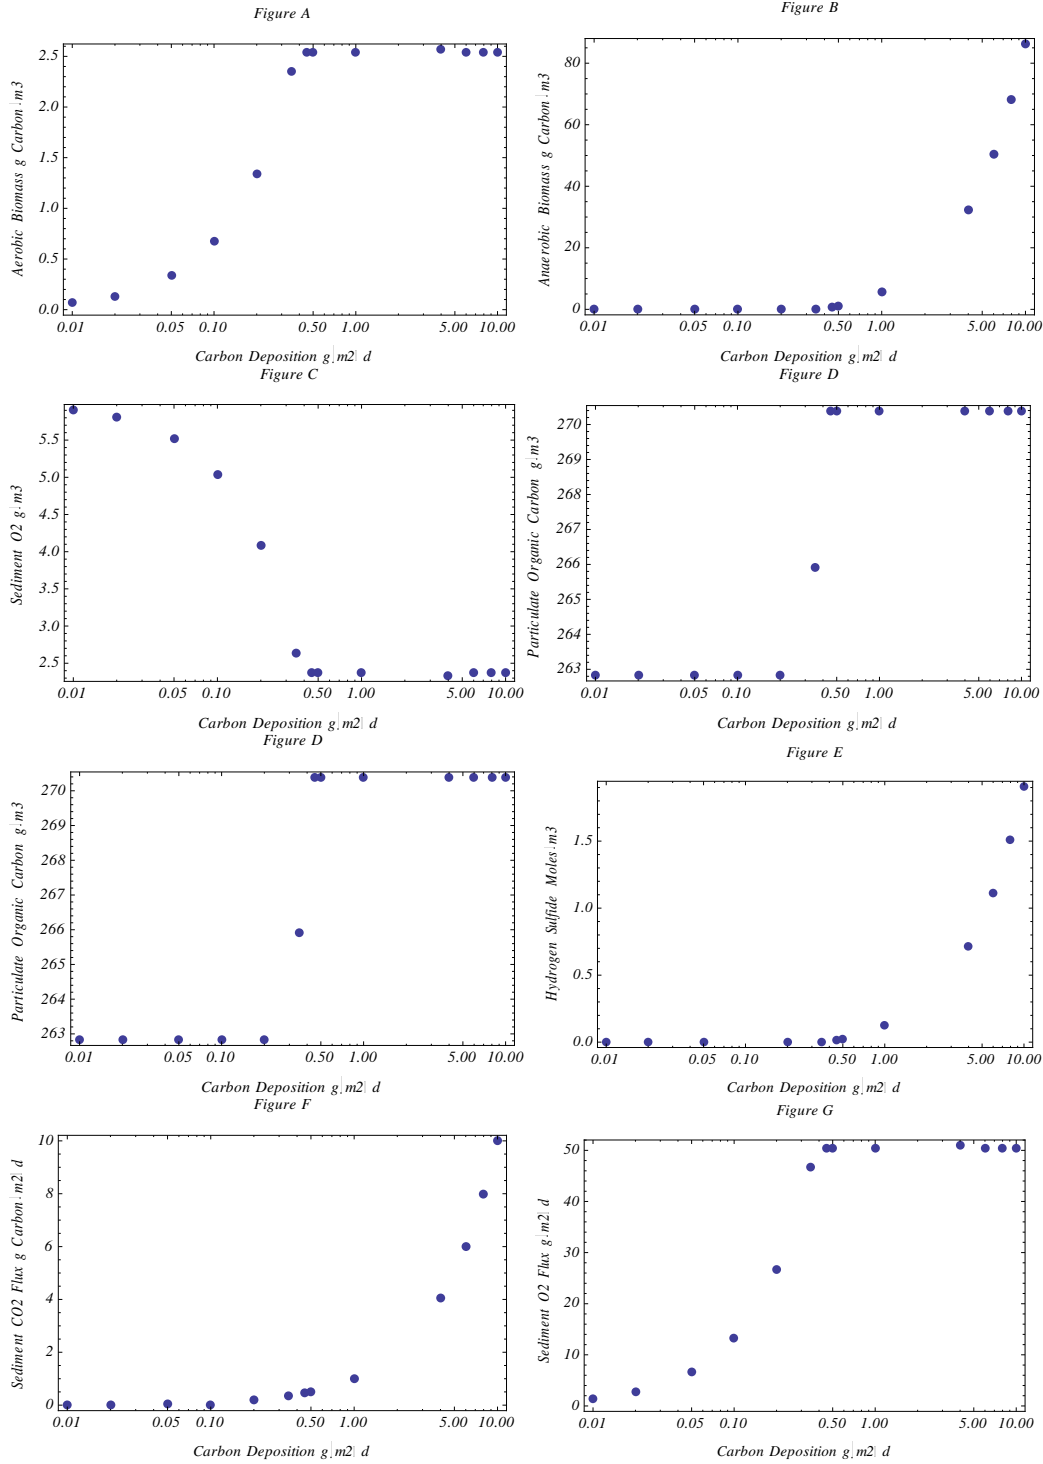 Figure A
Aerobic Biomass g Carbon m3
2.5
2.0
1.5
1.0
0.5
0.0
0.01 0.05 0.10 0.50 1.00 5.00 10.00
Carbon Deposition g m2 d
Figure B
Anaerobic Biomass g Carbon m3
80
60
40
20
0
0.01 0.05 0.10 0.50 1.00 5.00 10.00
Carbon Deposition g m2 d
Figure C
Sediment O2 g m3
5.5
5.0
4.5
4.0
3.5
3.0
2.5
0.01 0.05 0.10 0.50 1.00 5.00 10.00
Carbon Deposition g m2 d
Figure D
Particulate Organic Carbon g m3
270
269
268
267
266
265
264
263
0.01 0.05 0.10 0.50 1.00 5.00 10.00
Carbon Deposition g m2 d
Figure D
Particulate Organic Carbon g m3
270
269
268
267
266
265
264
263
0.01 0.05 0.10 0.50 1.00 5.00 10.00
Carbon Deposition g m2 d
Figure E
Hydrogen Sulfide Moles m3
1.5
1.0
0.5
0.0
0.01 0.05 0.10 0.50 1.00 5.00 10.00
Carbon Deposition g m2 d
Figure F
Sediment CO2 Flux g Carbon m2 d
10
8
6
4
2
0
0.01 0.05 0.10 0.50 1.00 5.00 10.00
Carbon Deposition g m2 d
Figure G
Sediment O2 Flux g m2 d
50
40
30
20
10
0
0.01 0.05 0.10 0.50 1.00 5.00 10.00
Carbon Deposition g m2 d